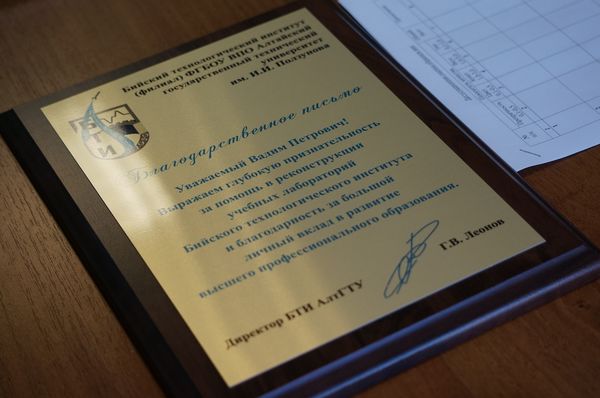 Бийский технологический институт
(филиал) ФГБОУ ВПО Алтайский
государственный технический
университет
им. И.И. Ползунова
Благодарственное письмо
Уважаемый Вадим Петрович!
Выражаем глубокую признательность
за помощь в реконструкции
учебных лабораторий
Бийского технологического института
и благодарность за большой
личный вклад в развитие
высшего профессионального образования.
Директор БТИ АлтГТУ
Г.В. Леонов